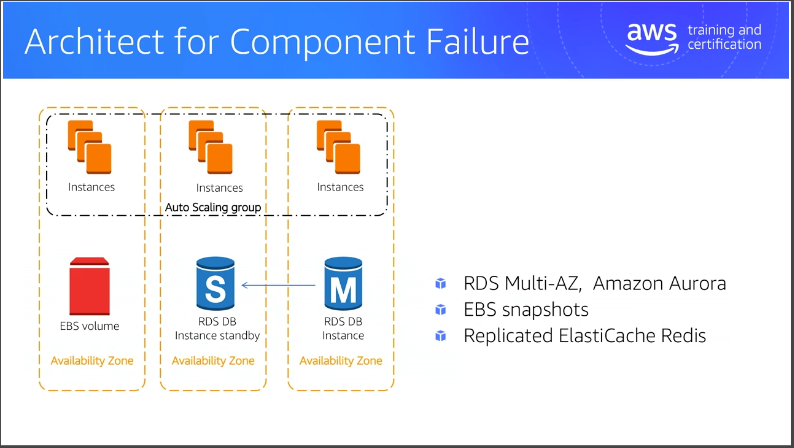 Architect for Component Failure
aws training and
certification
Instances
Instances
Instances
Auto Scaling group
S
M
EBS volume
RDS DB
Instance standby
RDS DB
Instance
Availability Zone
Availability Zone
Availability Zone
RDS Multi-AZ, Amazon Aurora
EBS snapshots
Replicated ElastiCache Redis